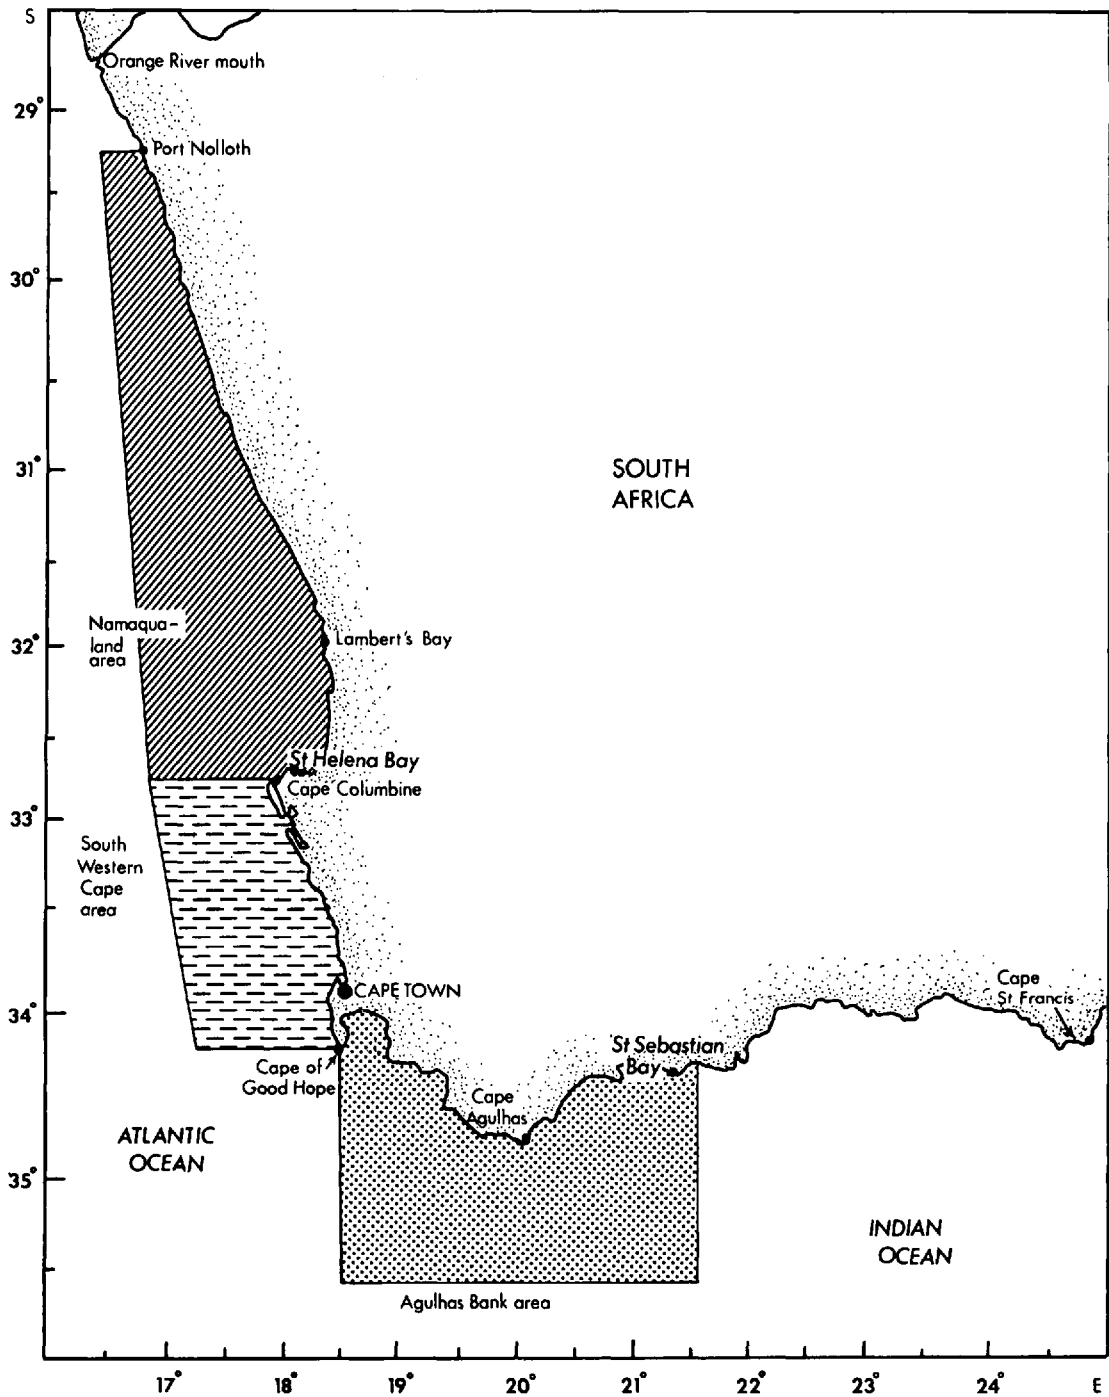 S
Orange River mouth
29°
Port Nolloth
30°
SOUTH
AFRICA
31°
Namaqua-
land
area
32°
Lambert's Bay
St Helena Bay
Cape Columbine
33°
South
Western
Cape
area
CAPE TOWN
34°
Cape
St Francis
St Sebastian
Bay
Cape of
Good Hope
Cape
Agulhas
ATLANTIC
OCEAN
35°
INDIAN
OCEAN
Agulhas Bank area
17°
18°
19°
20°
21°
22°
23°
24°
E